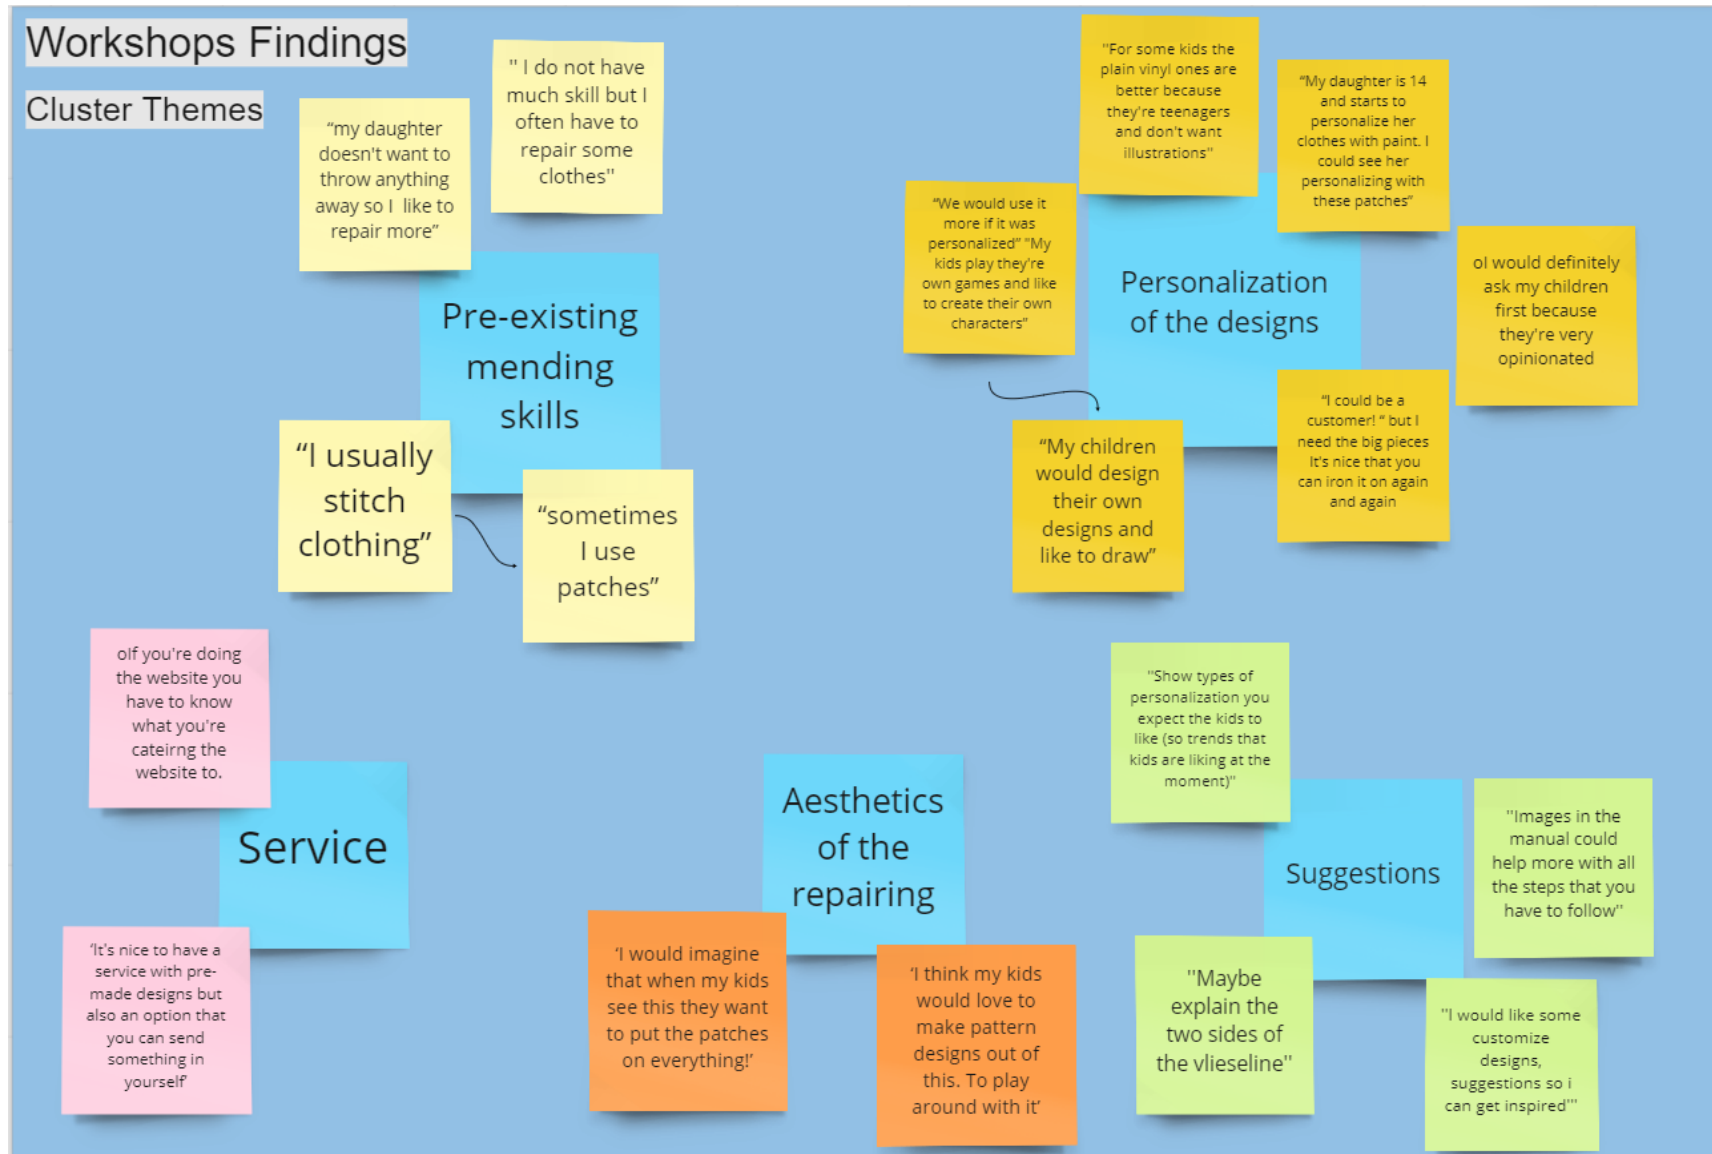 Workshops Findings
Cluster Themes
“my daughter
doesn't want to
throw anything
away so I like to
repair more”
" I do not have
much skill but I
often have to
repair some
clothes"
Pre-existing
mending
skills
“I usually
stitch
clothing”
“sometimes
I use
patches”
"For some kids the
plain vinyl ones are
better because
they're teenagers
and don't want
illustrations"
“My daughter is 14
and starts to
personalize her
clothes with paint. I
could see her
personalizing with
these patches”
“We would use it
more if it was
personalized” “My
kids play they're
own games and like
to create their own
characters”
Personalization
of the designs
oI would definitely
ask my children
first because
they're very
opinionated
“I could be a
customer! “ but I
need the big pieces
It's nice that you
can iron it on again
and again
“My children
would design
their own
designs and
like to draw”
oIf you're doing
the website you
have to know
what you're
cateirng the
website to.
Service
‘It's nice to have a
service with pre-
made designs but
also an option that
you can send
something in
yourself’
Aesthetics
of the
repairing
‘I would imagine
that when my kids
see this they want
to put the patches
on everything!’
‘I think my kids
would love to
make pattern
designs out of
this. To play
around with it’
"Show types of
personalization you
expect the kids to
like (so trends that
kids are liking at the
moment)"
Suggestions
"Images in the
manual could
help more with all
the steps that you
have to follow"
"Maybe
explain the
two sides of
the vlieseline"
"I would like some
customize
designs,
suggestions so i
can get inspired"'